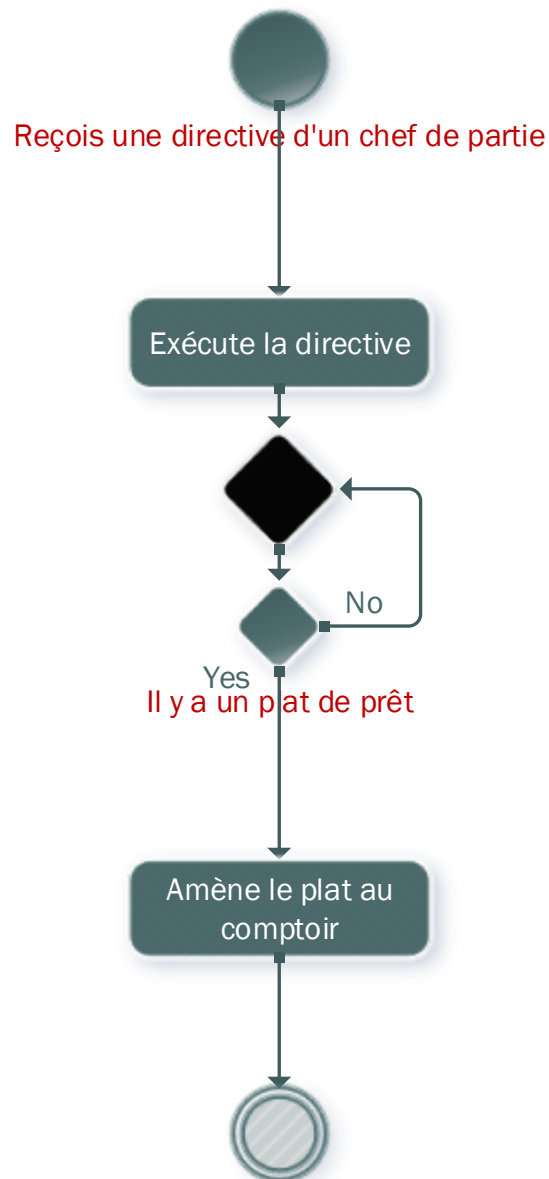 Reçois une directive d'un chef de partie
Exécute la directive
No
Yes
Il y a un plat de prêt
Amène le plat au
comptoir